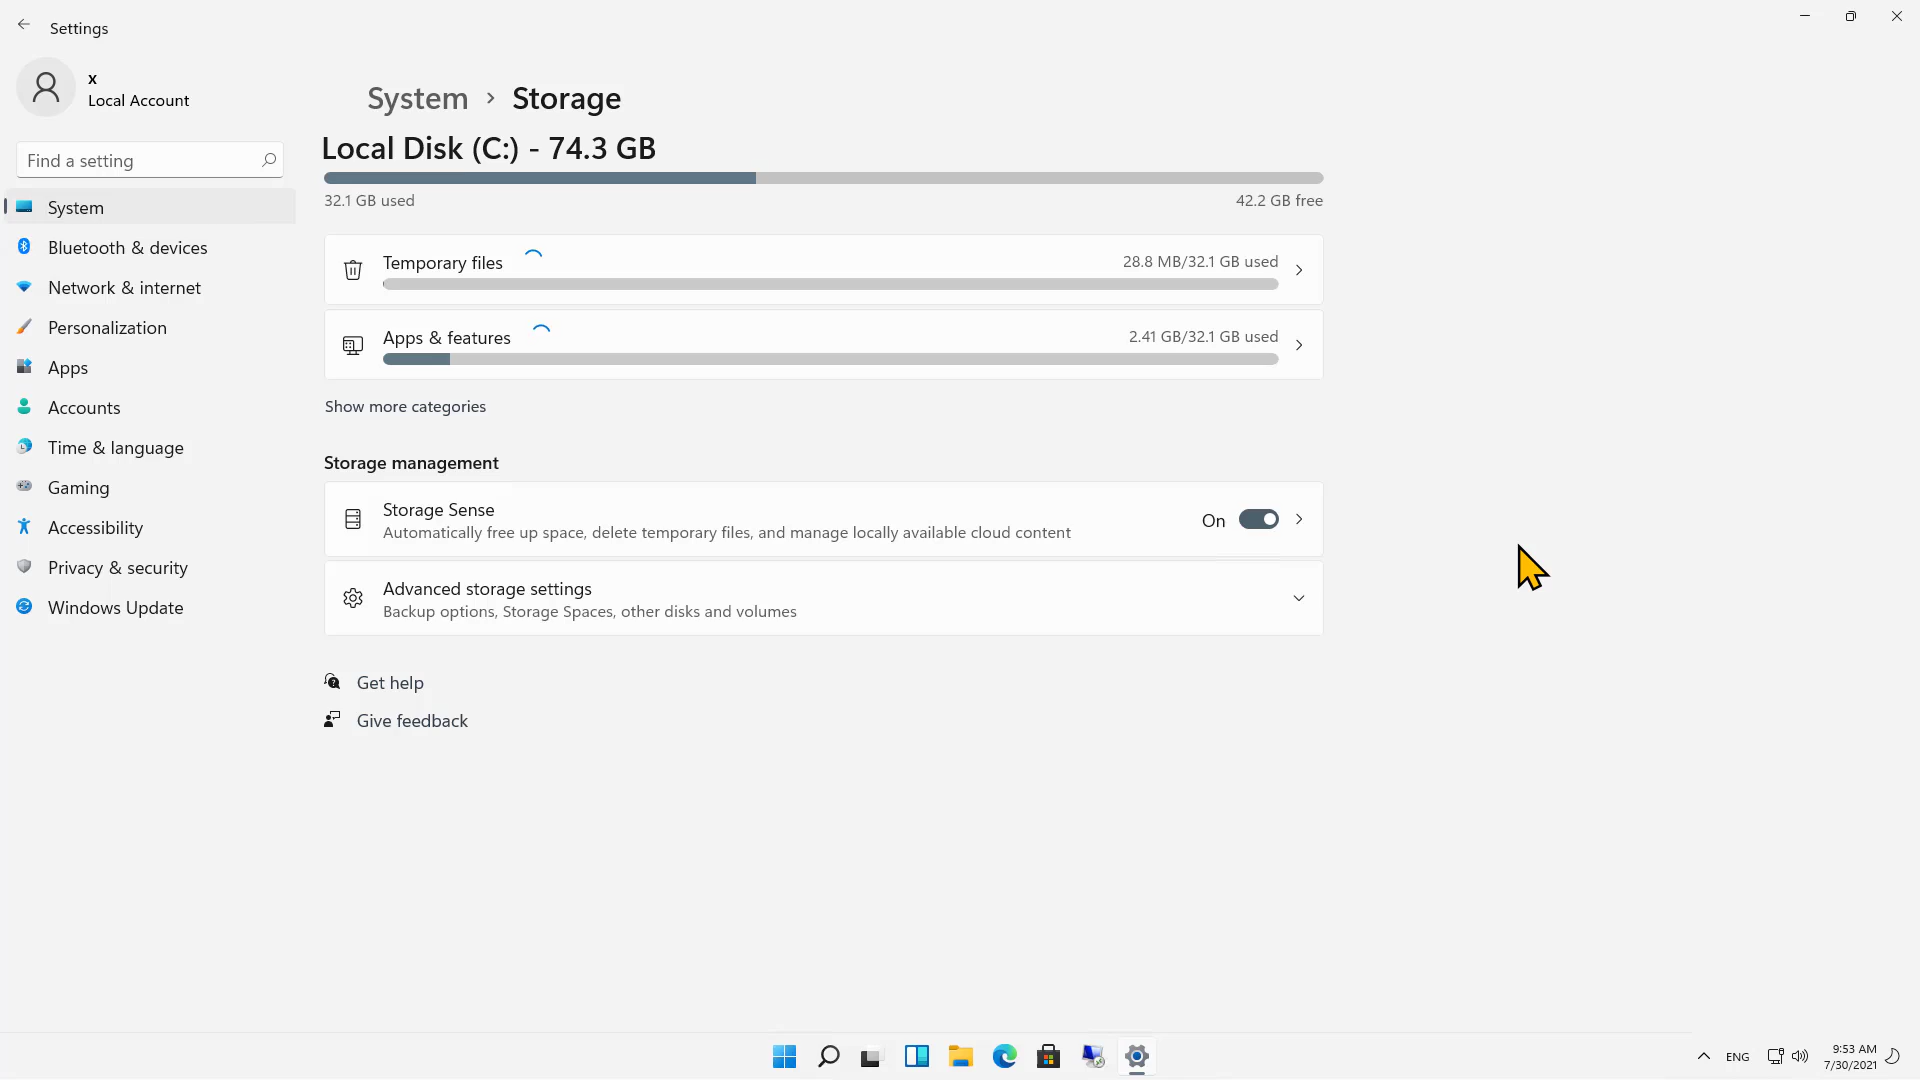 Settings
x
Local Account
Find a setting
System
Bluetooth & devices
Network & internet
Personalization
Apps
Accounts
Time & language
Gaming
Accessibility
Privacy & security
Windows Update
System › Storage
Local Disk (C:) - 74.3 GB
32.1 GB used 42.2 GB free
Temporary files 28.8 MB/32.1 GB used
Apps & features 2.41 GB/32.1 GB used
Show more categories
Storage management
Storage Sense
Automatically free up space, delete temporary files, and manage locally available cloud content
On
Advanced storage settings
Backup options, Storage Spaces, other disks and volumes
Get help
Give feedback
ENG
9:53 AM
7/30/2021